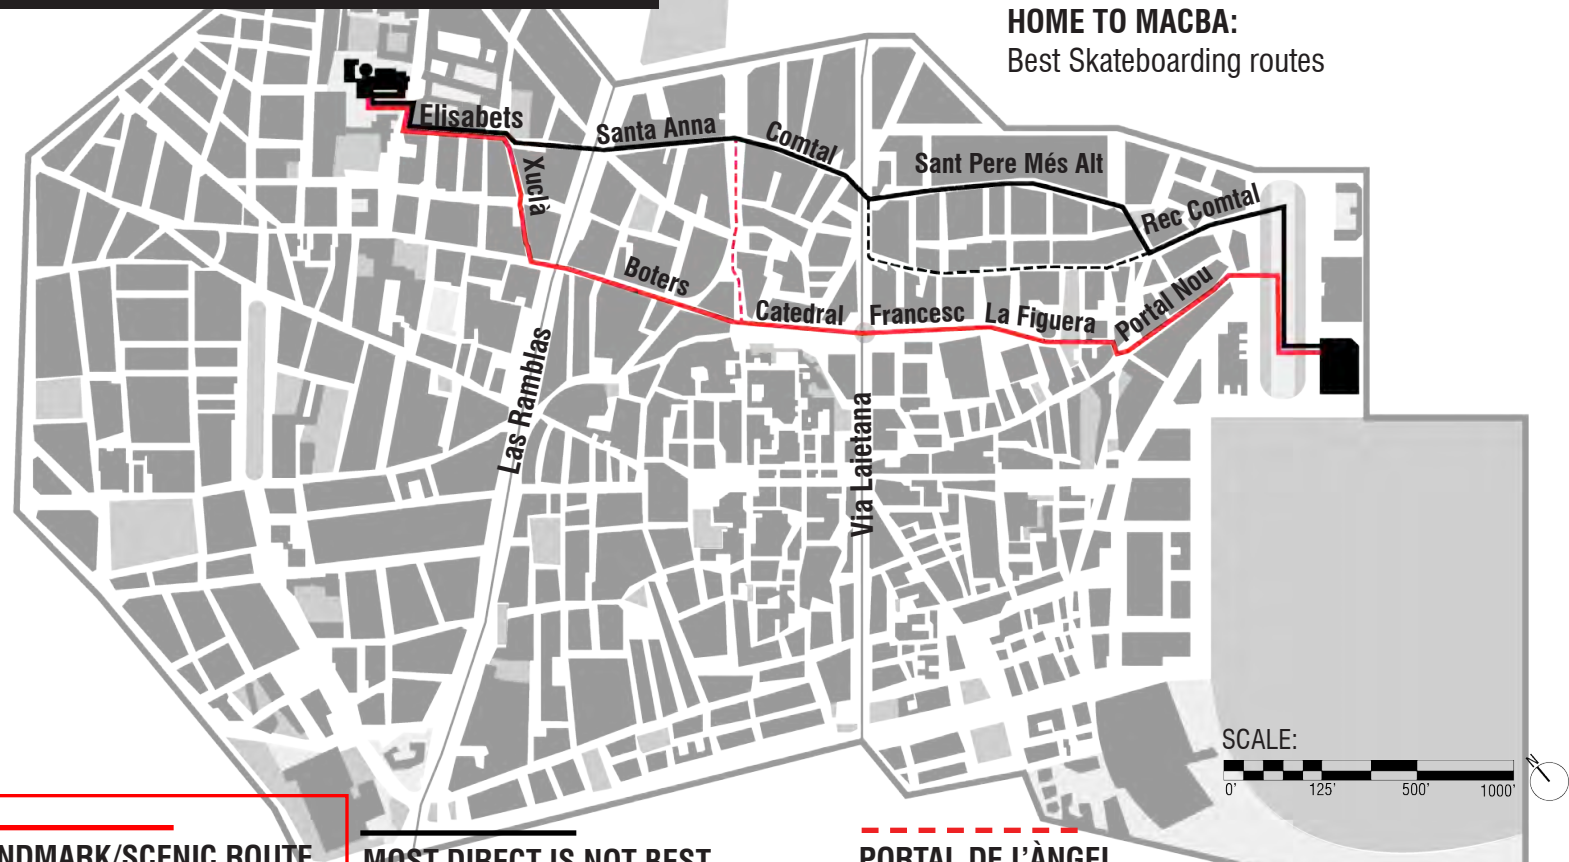 HOME TO MACBA:
Best Skateboarding routes
Elisabets
Santa Anna
Comtal
Sant Pere Més Alt
Xuclà
Rec Comtal
Boters
Portal Nou
Catedral
Francesc
La Figuera
Las Ramblas
Via Laietana
SCALE:
N
0' 125' 500' 1000'
NDMARK/SCENIC ROUTE
MOST DIRECT IS NOT BEST
PORTAL DE L'ÀNGEL